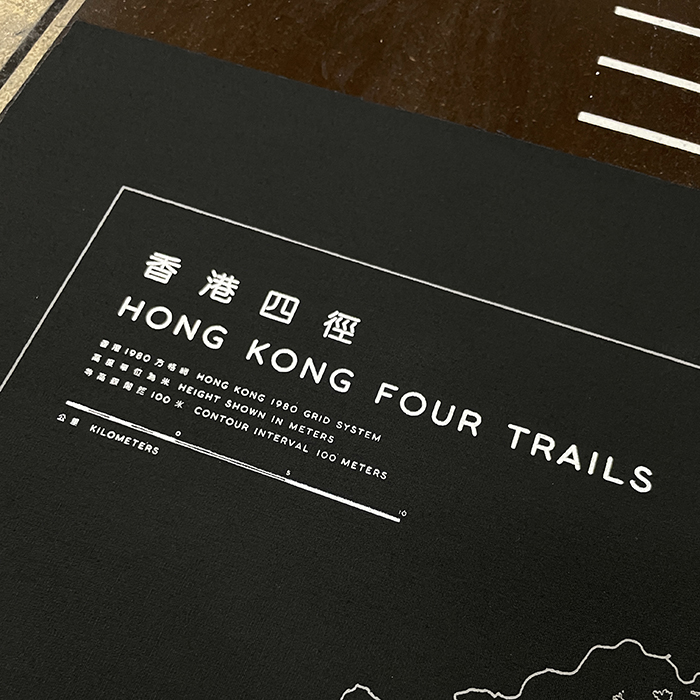 香港四徑
HONG KONG FOUR TRAILS
香港1980方格網 HONG KONG 1980 GRID SYSTEM
高度單位為米 HEIGHT SHOWN IN METERS
等高線間距100米 CONTOUR INTERVAL 100 METERS
0 5 10
公里 KILOMETERS